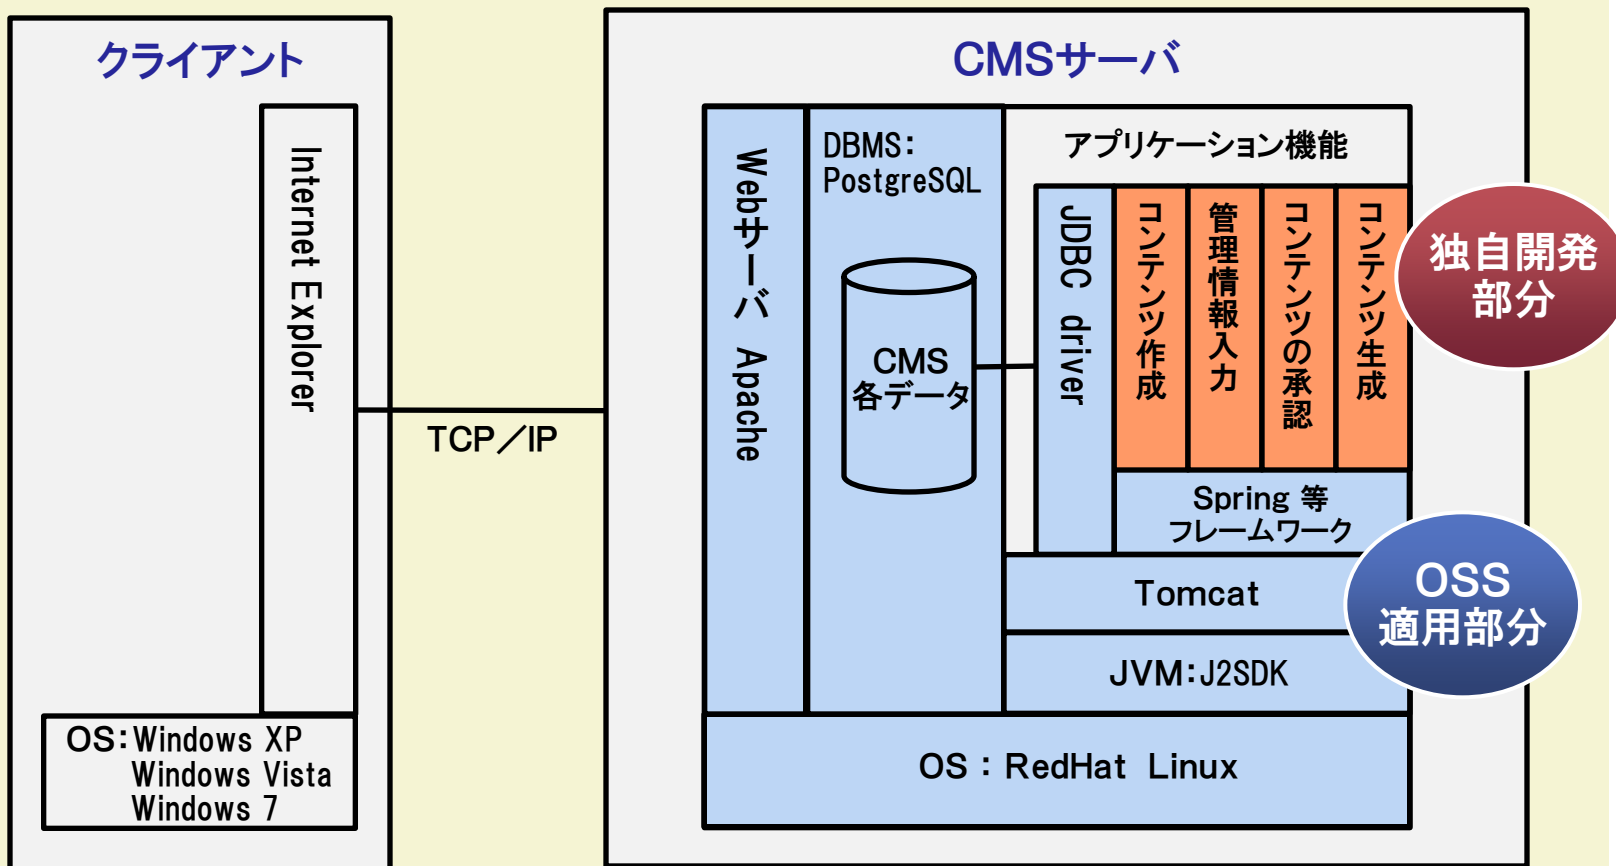 クライアント
Internet Explorer
OS:Windows XP
Windows Vista
Windows 7
TCP／IP
CMSサーバ
Webサーバ Apache
DBMS:
PostgreSQL
CMS
各データ
アプリケーション機能
JDBC driver
コンテンツ作成
管理情報入力
コンテンツの承認
コンテンツ生成
Spring 等
フレームワーク
Tomcat
JVM:J2SDK
OS : RedHat Linux
独自開発
部分
OSS
適用部分